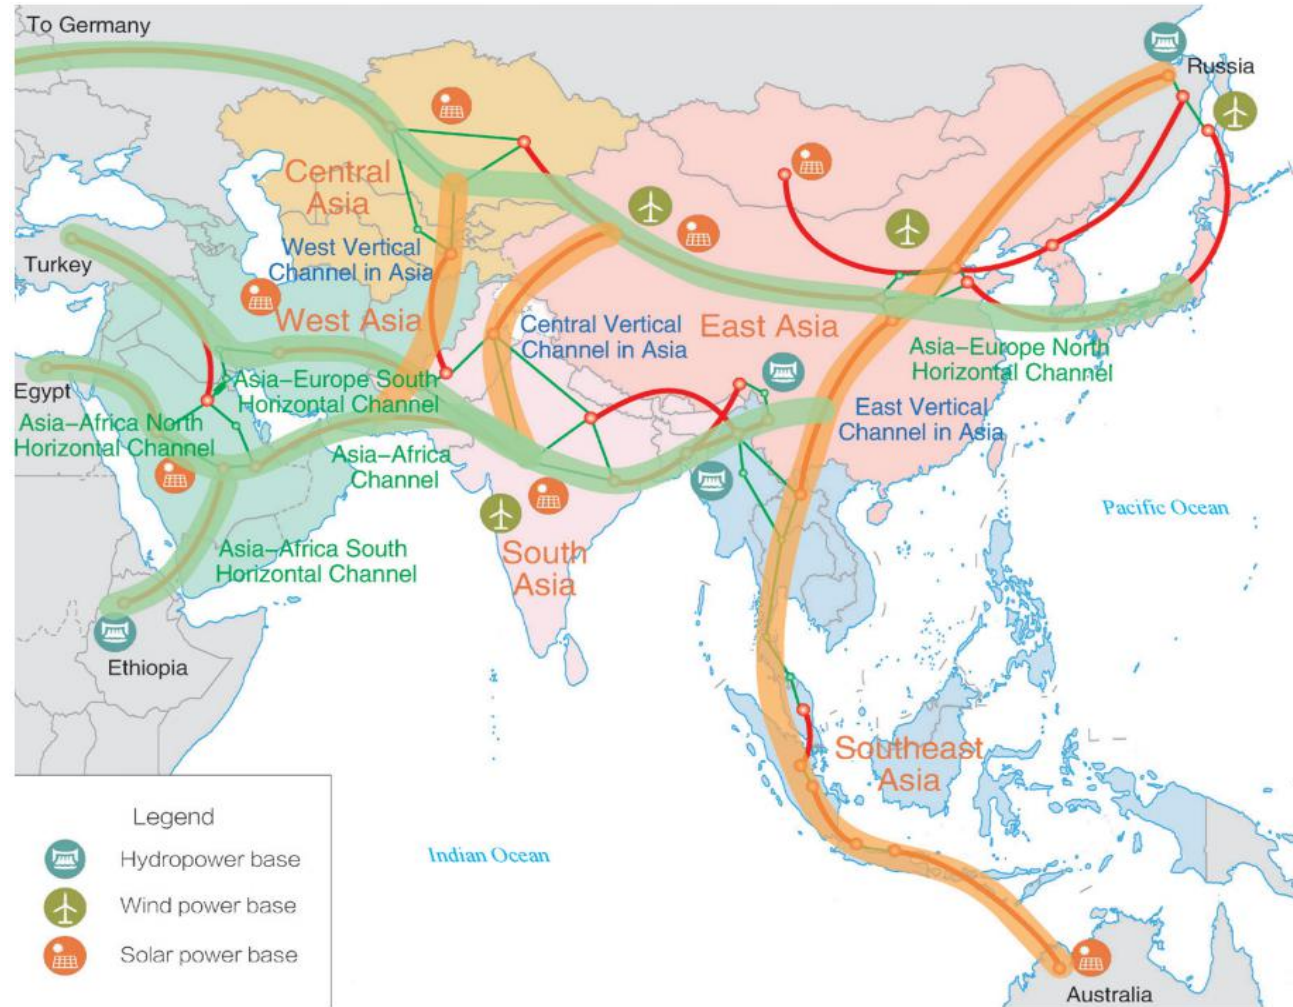 To Germany
Russia
Central
Asia
West Vertical
Channel in Asia
Turkey
West Asia
Central Vertical
Channel in Asia
East Asia
Asia–Europe North
Horizontal Channel
Egypt
Asia–Europe South
Horizontal Channel
Asia–Africa North
Horizontal Channel
East Vertical
Channel in Asia
Asia–Africa
Channel
Pacific Ocean
Asia–Africa South
Horizontal Channel
South
Asia
Ethiopia
Southeast
Asia
Legend
Hydropower base
Wind power base
Solar power base
Indian Ocean
Australia